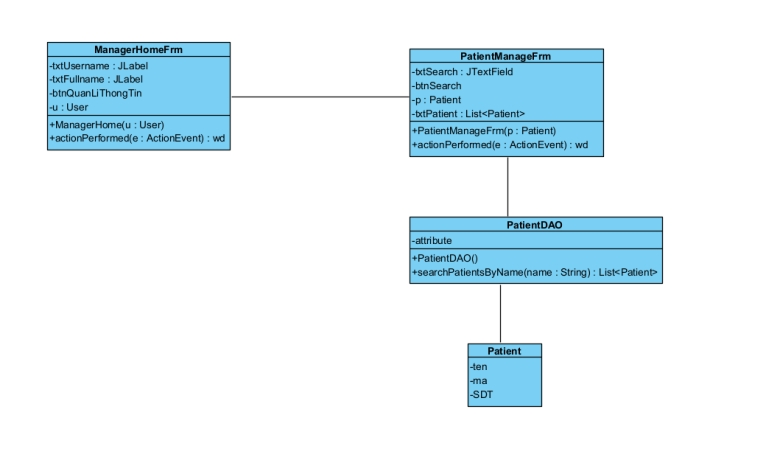 ManagerHomeFrm
-txtUsername : JLabel
-txtFullname : JLabel
-btnQuanLiThongTin
-u : User
+ManagerHome(u : User)
+actionPerformed(e : ActionEvent) : wd
PatientManageFrm
-txtSearch : JTextField
-btnSearch
-p : Patient
-txtPatient : List<Patient>
+PatientManageFrm(p : Patient)
+actionPerformed(e : ActionEvent) : wd
PatientDAO
-attribute
+PatientDAO()
+searchPatientsByName(name : String) : List<Patient>
Patient
-ten
-ma
-SDT